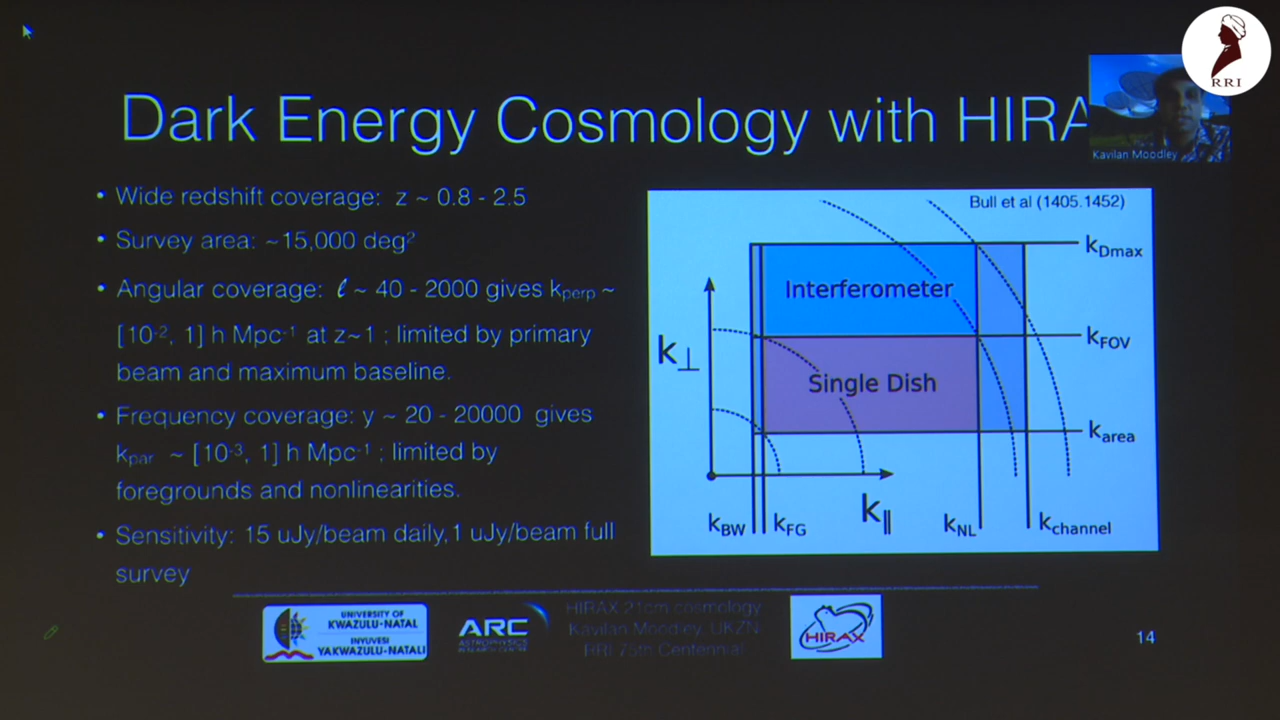 RRI
Kavilan Moodley
Dark Energy Cosmology with HIRA
• Wide redshift coverage: z ~ 0.8 - 2.5
• Survey area: ~15,000 deg²
• Angular coverage: ℓ ~ 40 - 2000 gives kperp ~
[10-2, 1] h Mpc-1 at z~1 ; limited by primary
beam and maximum baseline.
• Frequency coverage: y ~ 20 - 20000 gives
kpar ~ [10-3, 1] h Mpc-1 ; limited by
foregrounds and nonlinearities.
• Sensitivity: 15 uJy/beam daily,1 uJy/beam full
survey
Bull et al (1405.1452)
kDmax
Interferometer
kFOV
k⊥
Single Dish
karea
kBW
kFG
k∥
kNL
kchannel
UNIVERSITY OF
KWAZULU-NATAL
INYUVESI
YAKWAZULU-NATALI
ARC
ASTROPHYSICS
RESEARCH CENTRE
HIRAX 21cm cosmology
Kavilan Moodley, UKZN
RRI 75th Centennial
HIRAX
14